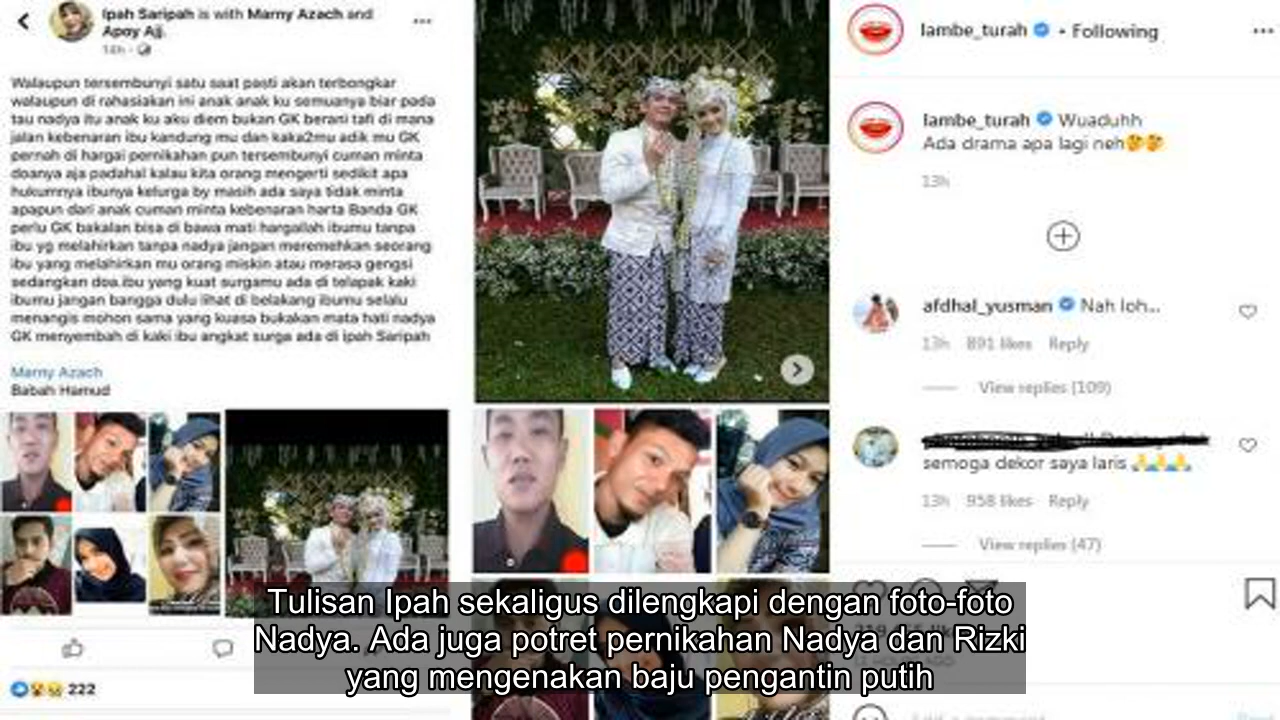 Ipah Saripah is with Marny Azach and
Apoy Ajj.
14h
Walaupun tersembunyi satu saat pasti akan terbongkar
walaupun di rahasiakan ini anak anak ku semuanya biar pada
tau nadya itu anak ku aku diem bukan GK berani tafi di mana
jalan kebenaran ibu kandung mu dan kaka2mu adik mu GK
pernah di hargai pernikahan pun tersembunyi cuman minta
doanya aja padahal kalau kita orang mengerti sedikit apa
hukumnya ibunya kelurga by masih ada saya tidak minta
apapun dari anak cuman minta kebenaran harta Banda GK
perlu GK bakalan bisa di bawa mati hargallah ibumu tanpa
ibu yg melahirkan tanpa nadya jangan meremehkan seorang
ibu yang melahirkan mu orang miskin atau merasa gengsi
sedangkan doa.ibu yang kuat surgamu ada di telapak kaki
ibumu jangan bangga dulu lihat di belakang ibumu selalu
menangis mohon sama yang kuasa bukakan mata hati nadya
GK menyembah di kaki ibu angkat surga ada di Ipah Saripah
Marny Azach
Babah Hamud
222
lambe_turah • Following
lambe_turah Wuaduhh
Ada drama apa lagi neh🤔🤔
13h
afdhal_yusman Nah loh...
13h 891 likes Reply
View replies (109)
semoga dekor saya laris 🙏🙏🙏
13h 958 likes Reply
View replies (47)
Tulisan Ipah sekaligus dilengkapi dengan foto-foto
Nadya. Ada juga potret pernikahan Nadya dan Rizki
yang mengenakan baju pengantin putih